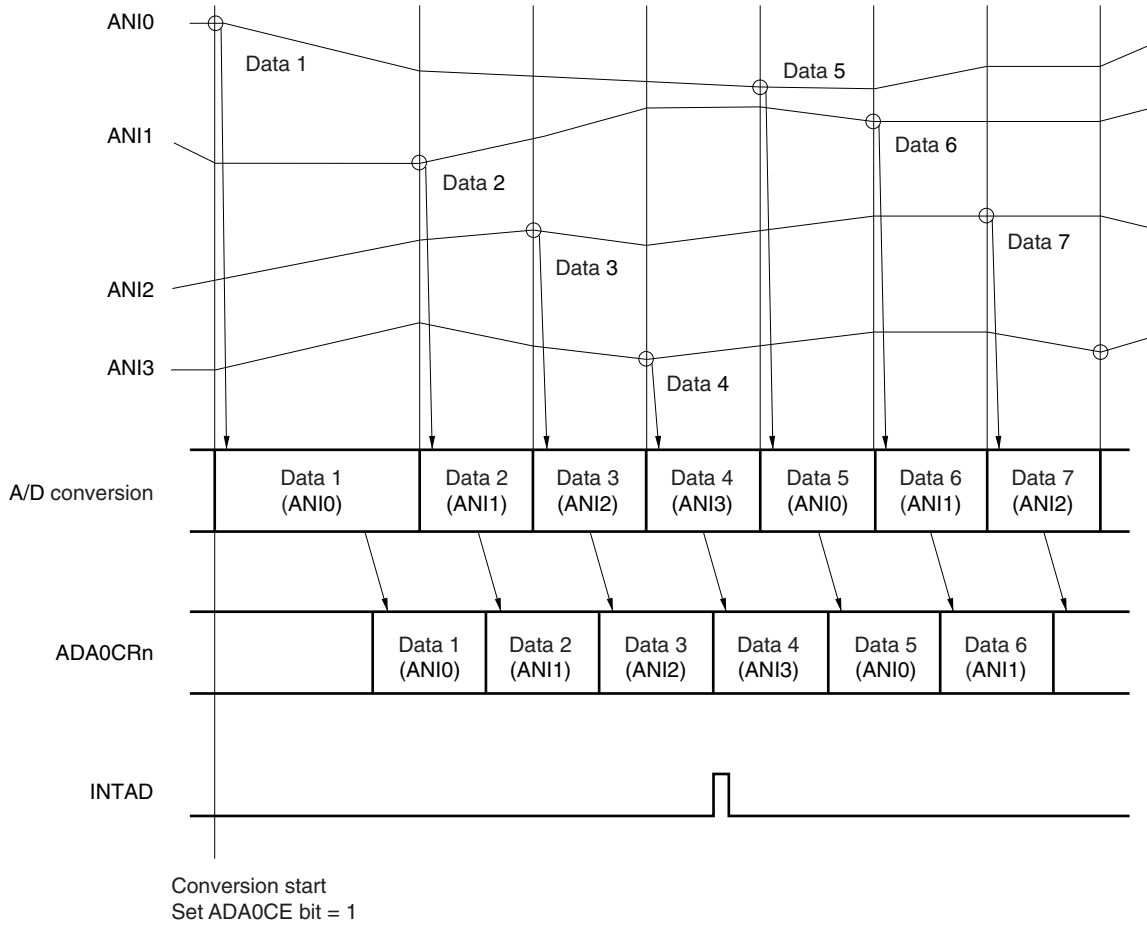 ANI0
Data 1
Data 5
ANI1
Data 2
Data 6
ANI2
Data 3
Data 7
ANI3
Data 4
A/D conversion
Data 1
(ANI0)
Data 2
(ANI1)
Data 3
(ANI2)
Data 4
(ANI3)
Data 5
(ANI0)
Data 6
(ANI1)
Data 7
(ANI2)
ADA0CRn
Data 1
(ANI0)
Data 2
(ANI1)
Data 3
(ANI2)
Data 4
(ANI3)
Data 5
(ANI0)
Data 6
(ANI1)
INTAD
Conversion start
Set ADA0CE bit = 1